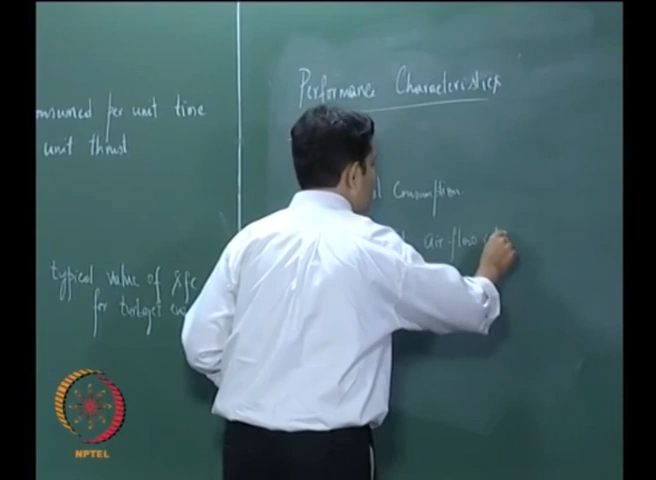 onsumed per unit time
unit thrust
typical value of sfc
for turbojet
Performance Characteristics
Consumption
air-flow
NPTEL